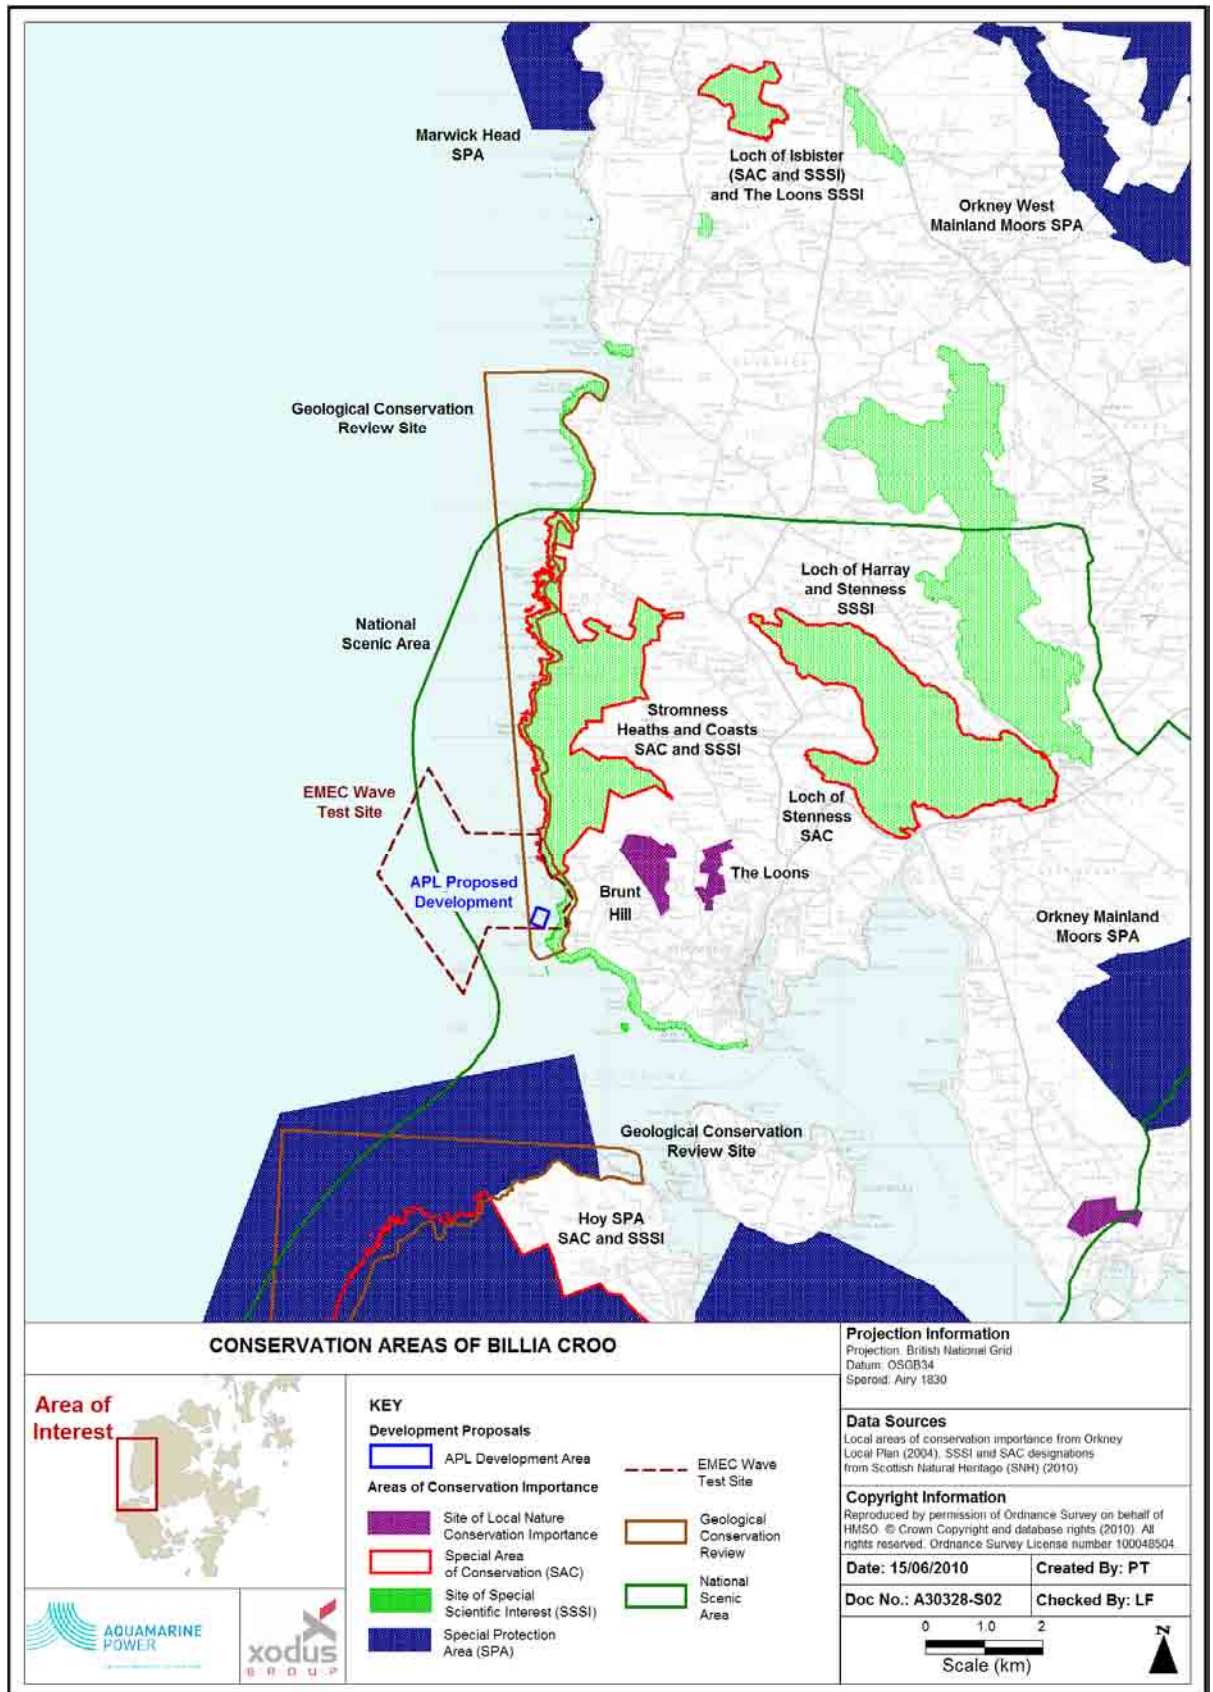 Marwick Head
SPA
Loch of Isbister
(SAC and SSSI)
and The Loons SSSI
Orkney West
Mainland Moors SPA
Geological Conservation
Review Site
Loch of Harray
and Stenness
SSSI
National
Scenic Area
Stromness
Heaths and Coasts
SAC and SSSI
EMEC Wave
Test Site
Loch of
Stenness
SAC
APL Proposed
Development
The Loons
Brunt
Hill
Orkney Mainland
Moors SPA
Geological Conservation
Review Site
Hoy SPA
SAC and SSSI
CONSERVATION AREAS OF BILLIA CROO
Area of
Interest
AQUAMARINE
POWER
xodus
GROUP
KEY
Development Proposals
APL Development Area
Areas of Conservation Importance
Site of Local Nature
Conservation Importance
Special Area
of Conservation (SAC)
Site of Special
Scientific Interest (SSSI)
Special Protection
Area (SPA)
EMEC Wave
Test Site
Geological
Conservation
Review
National
Scenic
Area
Projection Information
Projection: British National Grid
Datum: OSGB34
Speroid: Airy 1830
Data Sources
Local areas of conservation importance from Orkney
Local Plan (2004). SSSI and SAC designations
from Scottish Natural Heritage (SNH) (2010)
Copyright Information
Reproduced by permission of Ordnance Survey on behalf of
HMSO. © Crown Copyright and database rights (2010). All
rights reserved. Ordnance Survey License number 100048504
Date: 15/06/2010
Created By: PT
Doc No.: A30328-S02
Checked By: LF
0 1.0 2
Scale (km)
N